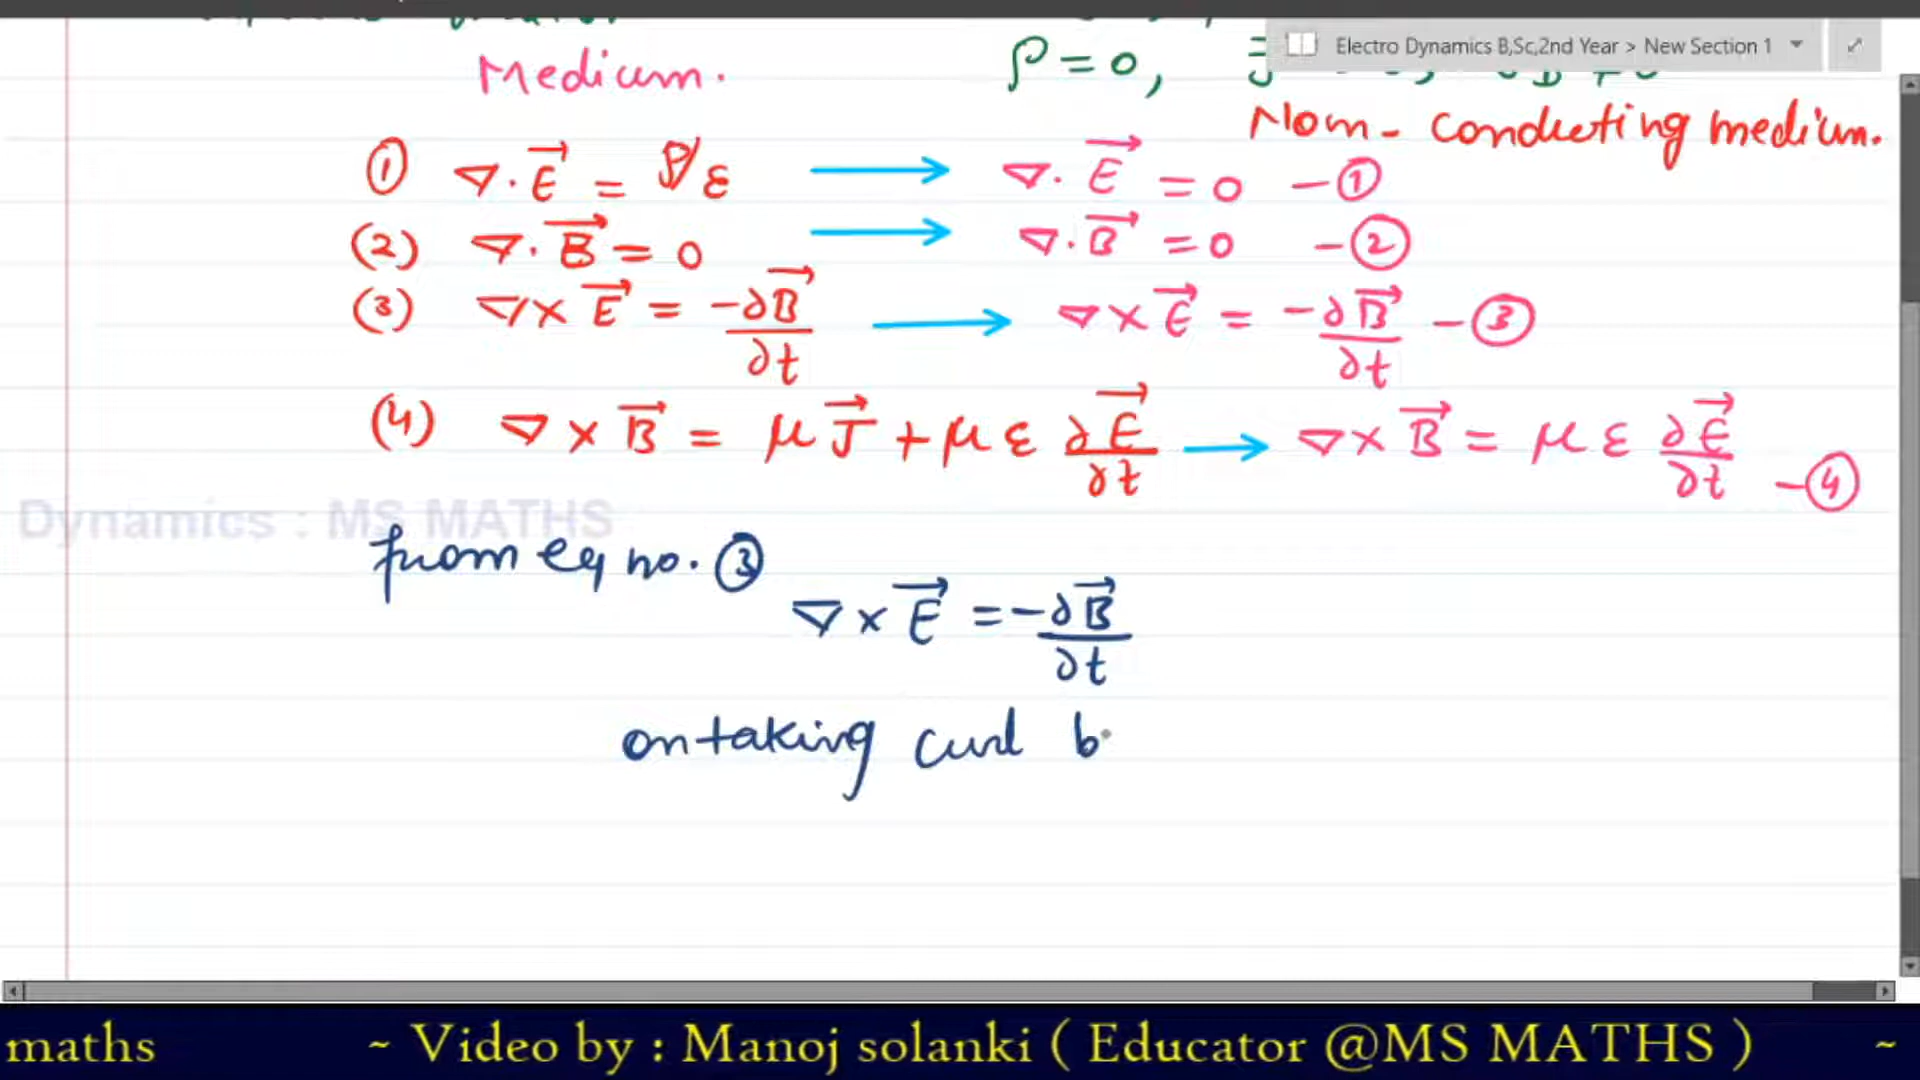 Electro Dynamics B,Sc,2nd Year > New Section 1
Medium.
ρ = 0,
Non-conducting medium.
① ∇·E⃗ = ρ/ε → ∇·E⃗ = 0 –①
(2) ∇·B⃗ = 0 → ∇·B⃗ = 0 –②
(3) ∇×E⃗ = -∂B⃗/∂t → ∇×E⃗ = -∂B⃗/∂t –③
(4) ∇×B⃗ = μJ⃗ + με ∂E⃗/∂t → ∇×B⃗ = με ∂E⃗/∂t –④
Dynamics : MS MATHS
from eq no. ③
∇×E⃗ = -∂B⃗/∂t
on taking curl b
maths ~ Video by : Manoj solanki ( Educator @MS MATHS ) ~